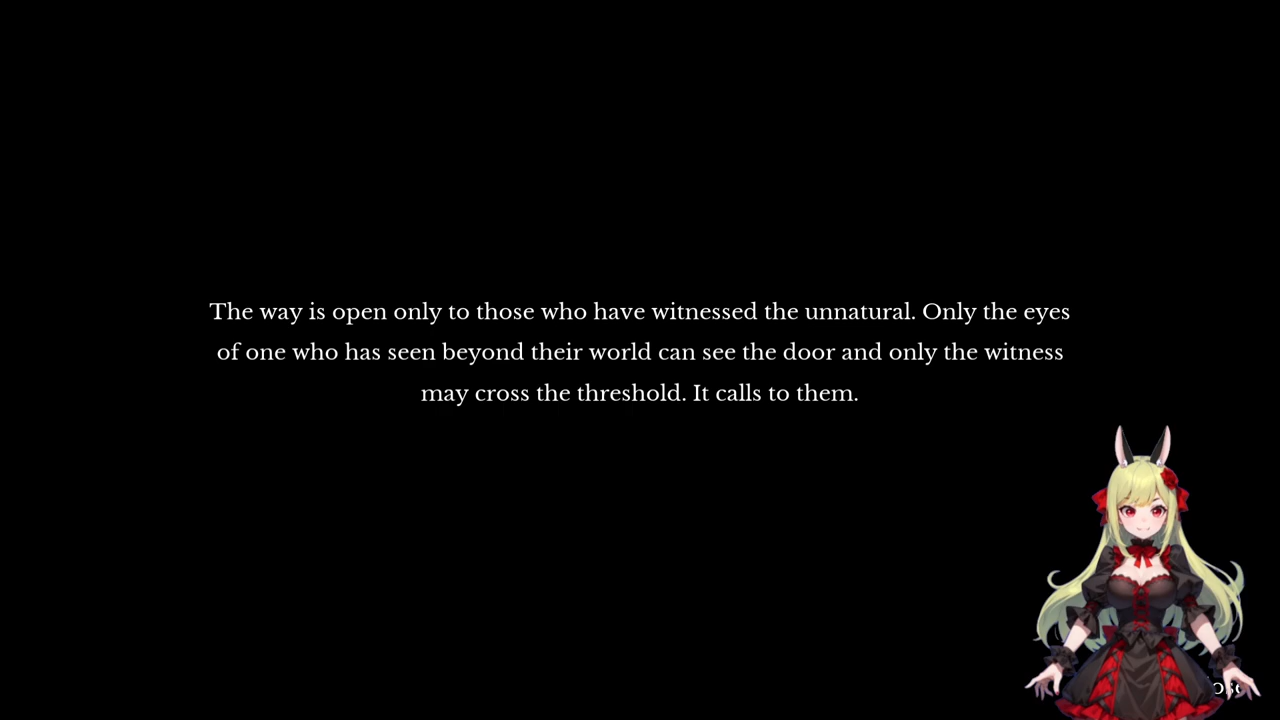 The way is open only to those who have witnessed the unnatural. Only the eyes
of one who has seen beyond their world can see the door and only the witness
may cross the threshold. It calls to them.